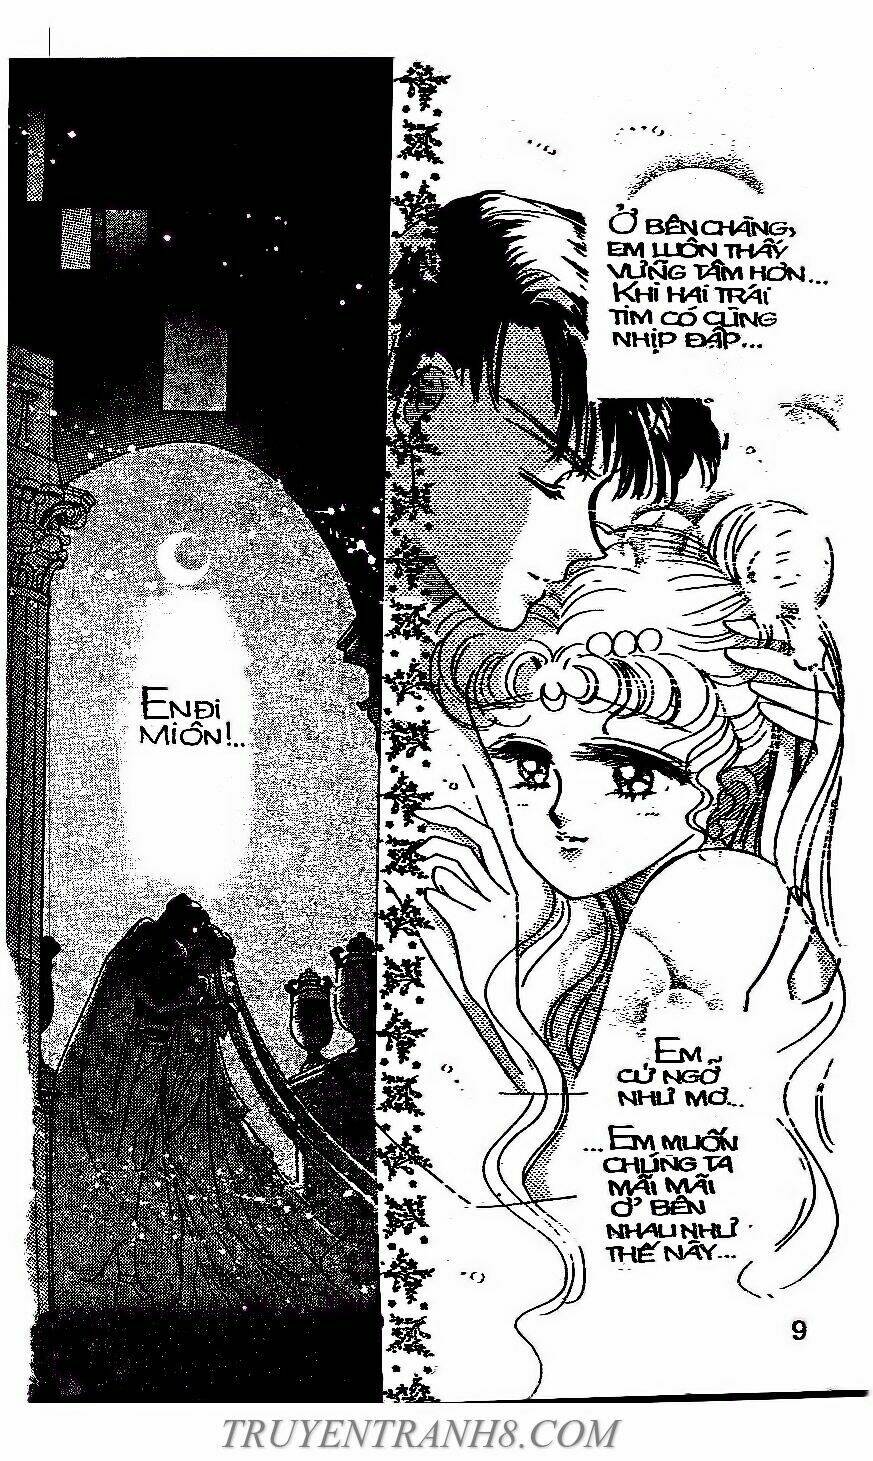 Ở BÊN CHÀNG,
EM LUÔN THẤY
VỮNG TÂM HƠN...
KHI HAI TRÁI
TIM CÓ CÙNG
NHỊP ĐẬP...
ENĐI
MIÔN!..
EM
CỨ NGỠ
NHƯ MƠ...
...EM MUỐN
CHÚNG TA
MÃI MÃI
Ở BÊN
NHAU NHƯ
THẾ NÀY...
9
TRUYENTRANH8.COM